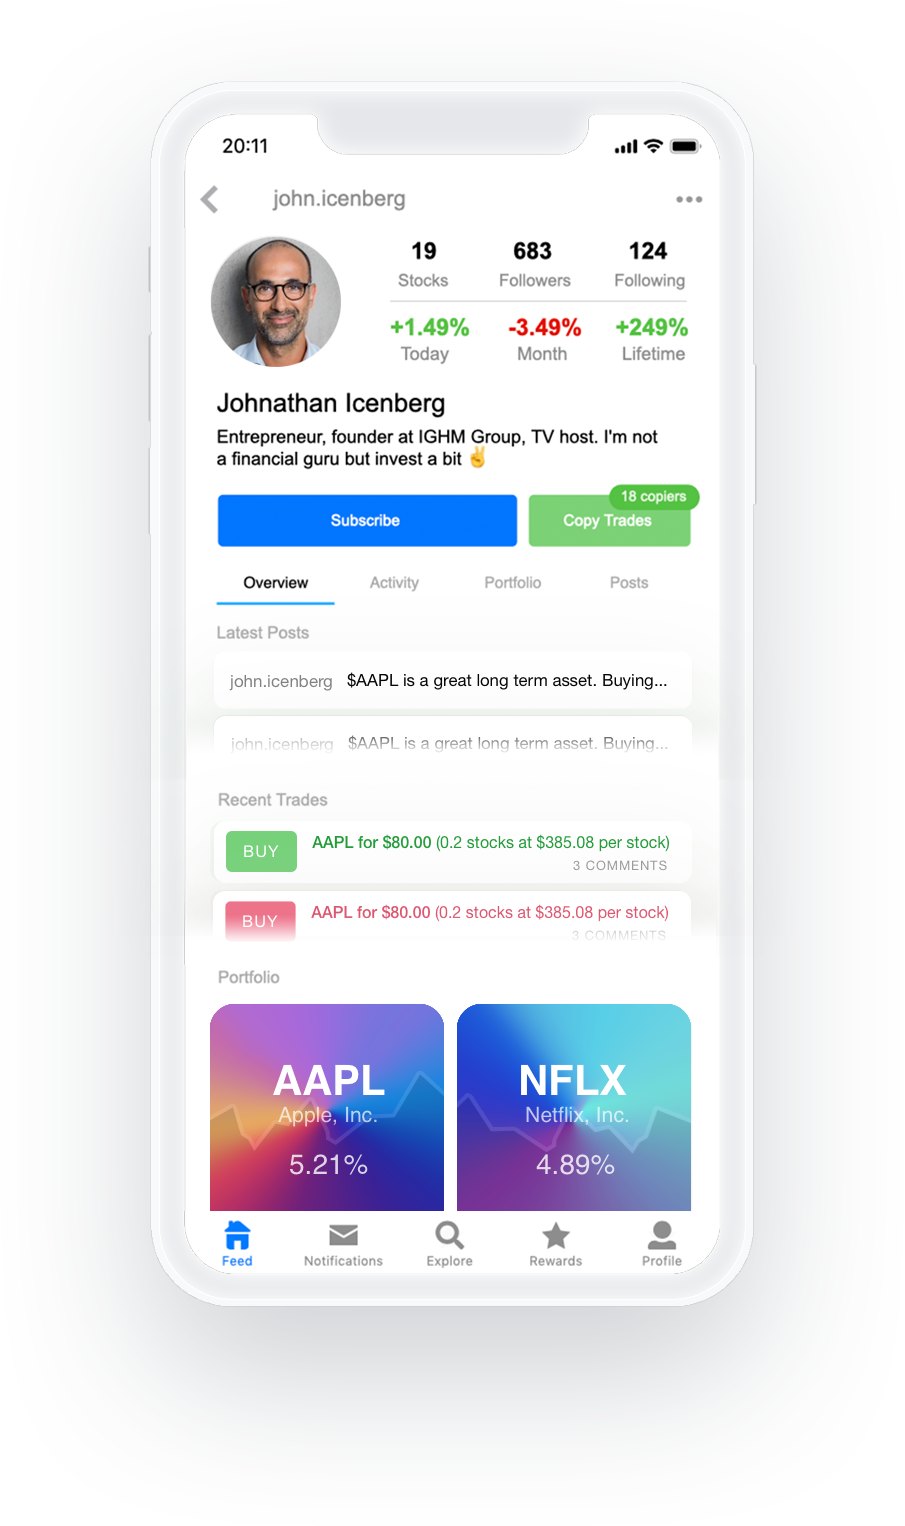 20:11
john.icenberg
19 683 124
Stocks Followers Following
+1.49% -3.49% +249%
Today Month Lifetime
Johnathan Icenberg
Entrepreneur, founder at IGHM Group, TV host. I'm not
a financial guru but invest a bit ✌️
18 copiers
Subscribe Copy Trades
Overview Activity Portfolio Posts
Latest Posts
john.icenberg $AAPL is a great long term asset. Buying...
john.icenberg $AAPL is a great long term asset. Buying...
Recent Trades
BUY AAPL for $80.00 (0.2 stocks at $385.08 per stock)
3 COMMENTS
BUY AAPL for $80.00 (0.2 stocks at $385.08 per stock)
3 COMMENTS
Portfolio
AAPL NFLX
Apple, Inc. Netflix, Inc.
5.21% 4.89%
Feed Notifications Explore Rewards Profile